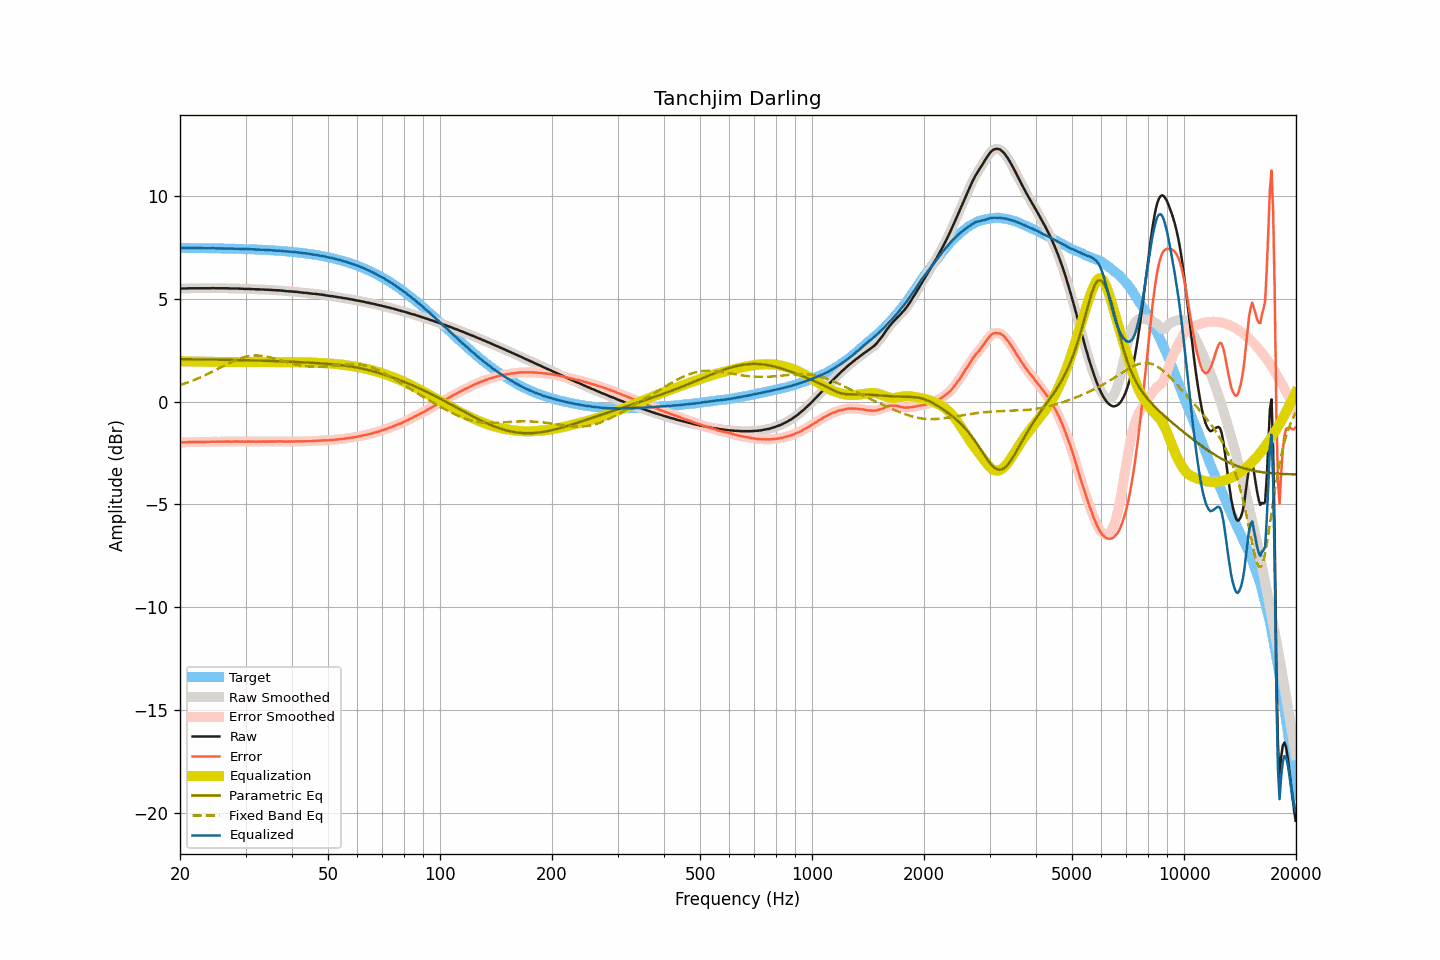 Tanchjim Darling
Amplitude (dBr)
10
5
0
−5
−10
−15
−20
Target
Raw Smoothed
Error Smoothed
Raw
Error
Equalization
Parametric Eq
Fixed Band Eq
Equalized
20 50 100 200 500 1000 2000 5000 10000 20000
Frequency (Hz)